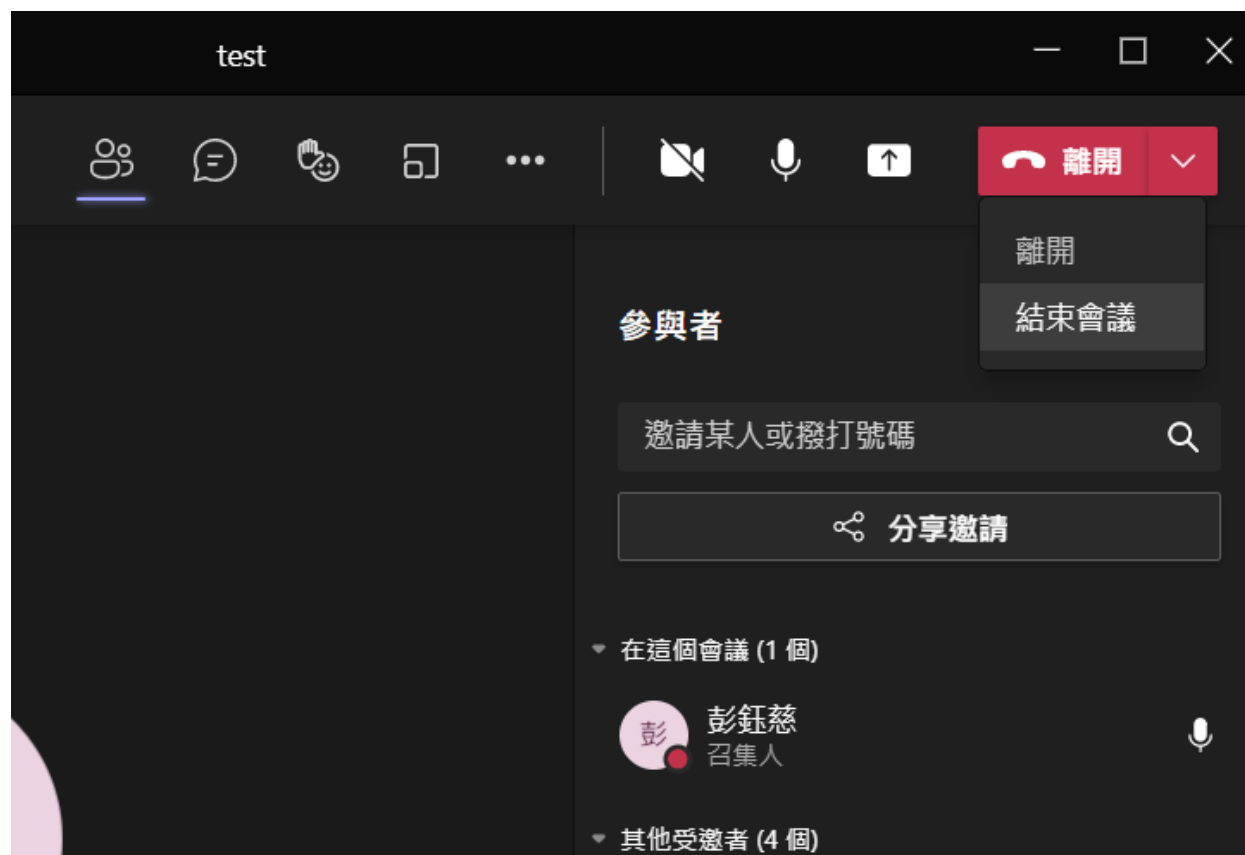 test
離開
離開
結束會議
參與者
邀請某人或撥打號碼
分享邀請
在這個會議 (1 個)
彭
彭鈺慈
召集人
其他受邀者 (4 個)